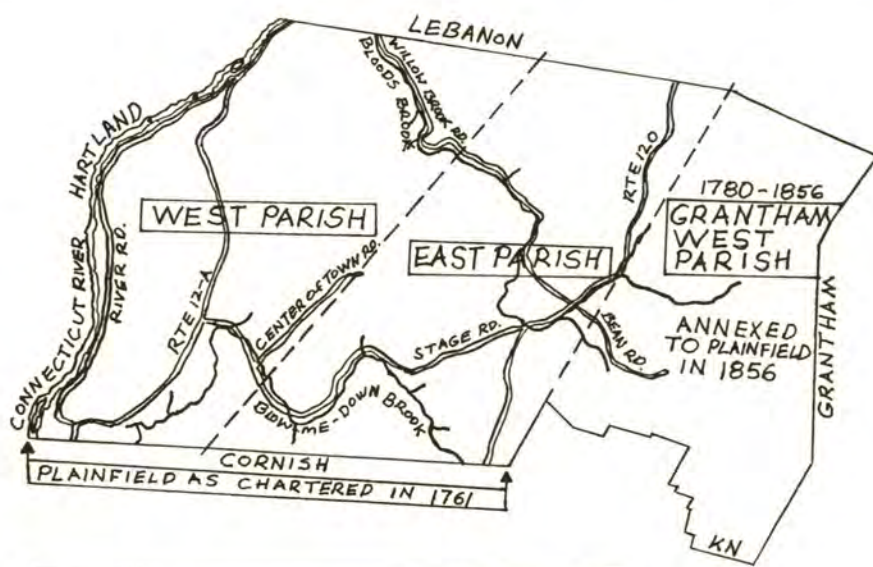 LEBANON
WILLOW BROOK RD.
BLOODS BROOK
HARTLAND
CONNECTICUT RIVER
RIVER RD.
RTE 12-A
WEST PARISH
CENTER OF TOWN RD.
RTE 120
EAST PARISH
1780-1856
GRANTHAM
WEST
PARISH
STAGE RD.
BEAN RD.
ANNEXED
TO PLAINFIELD
IN 1856
GRANTHAM
BLOW-ME-DOWN BROOK
CORNISH
PLAINFIELD AS CHARTERED IN 1761
KN